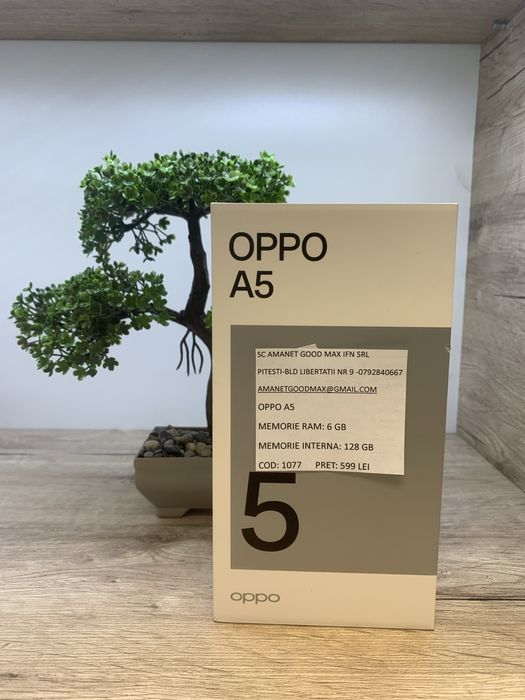 OPPO
A5
SC AMANET GOOD MAX IFN SRL
PITESTI-BLD LIBERTATII NR 9 -0792840667
AMANETGOODMAX@GMAIL.COM
OPPO A5
MEMORIE RAM: 6 GB
MEMORIE INTERNA: 128 GB
COD: 1077 PRET: 599 LEI
5
oppo